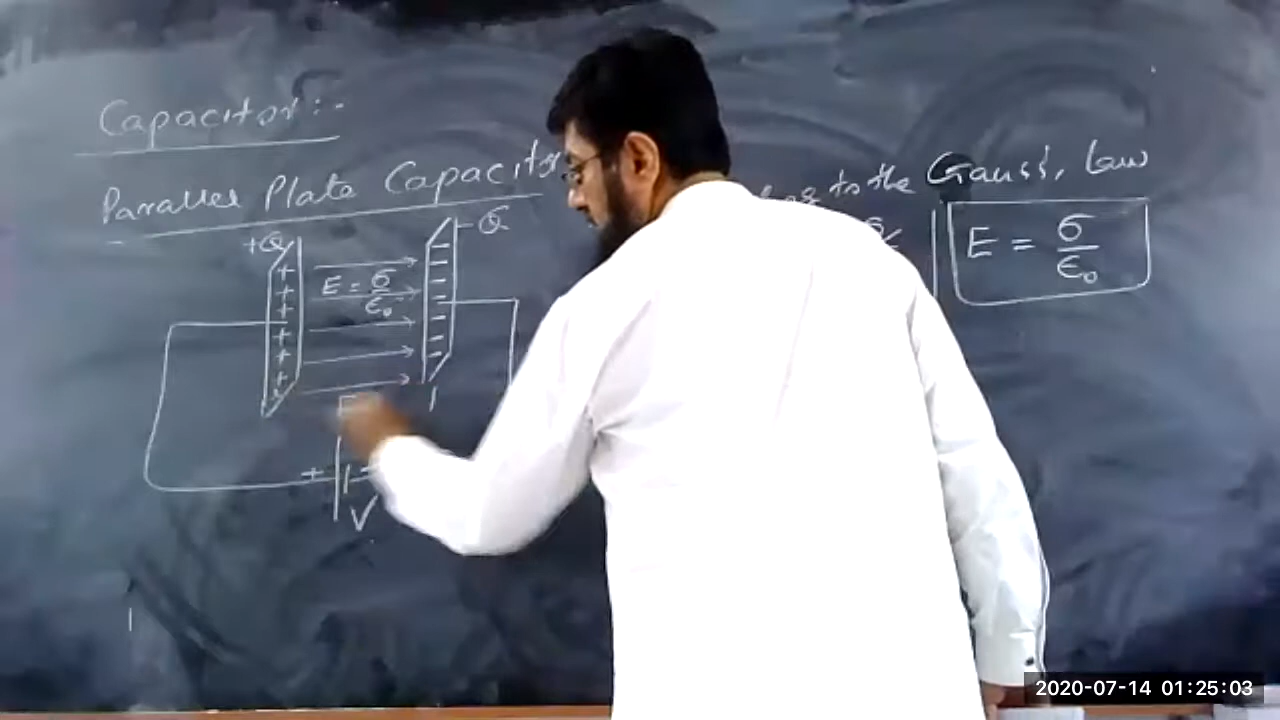 Capacitor:-
Parallel Plate Capacitor
to the Gauss's Law
+Q
-Q
E = σ/ε₀
E = σ/ε₀
+
V
2020-07-14 01:25:03